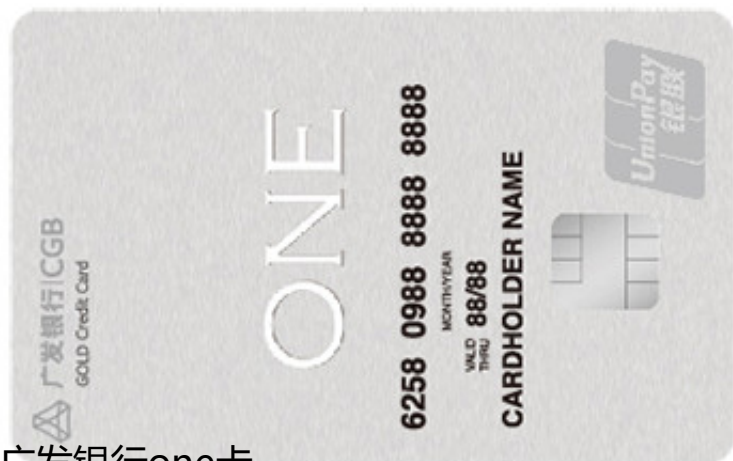 广发银行|CGB
GOLD Credit Card
ONE
6258 0988 8888 8888
MONTH/YEAR
VALID THRU 88/88
CARDHOLDER NAME
UnionPay
银联
广发银行one卡